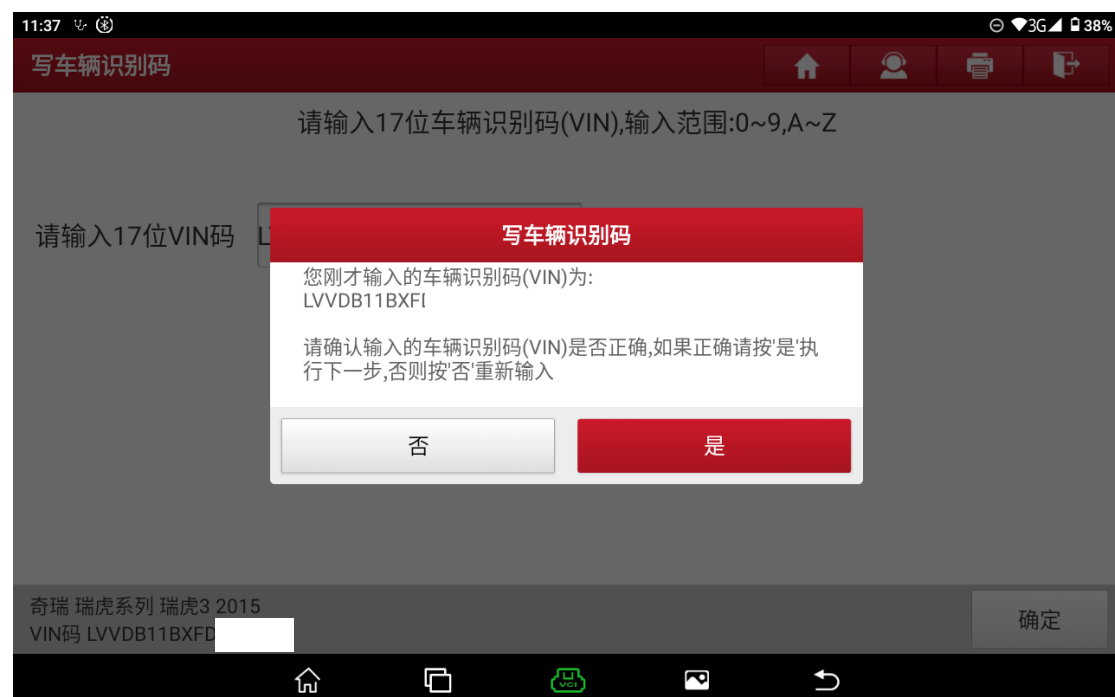 11:37 3G 38%
写车辆识别码
请输入17位车辆识别码(VIN),输入范围:0~9,A~Z
请输入17位VIN码 L
写车辆识别码
您刚才输入的车辆识别码(VIN)为:
LVVDB11BXF
请确认输入的车辆识别码(VIN)是否正确,如果正确请按'是'执
行下一步,否则按'否'重新输入
否 是
奇瑞 瑞虎系列 瑞虎3 2015
VIN码 LVVDB11BXFD
确定
VCI